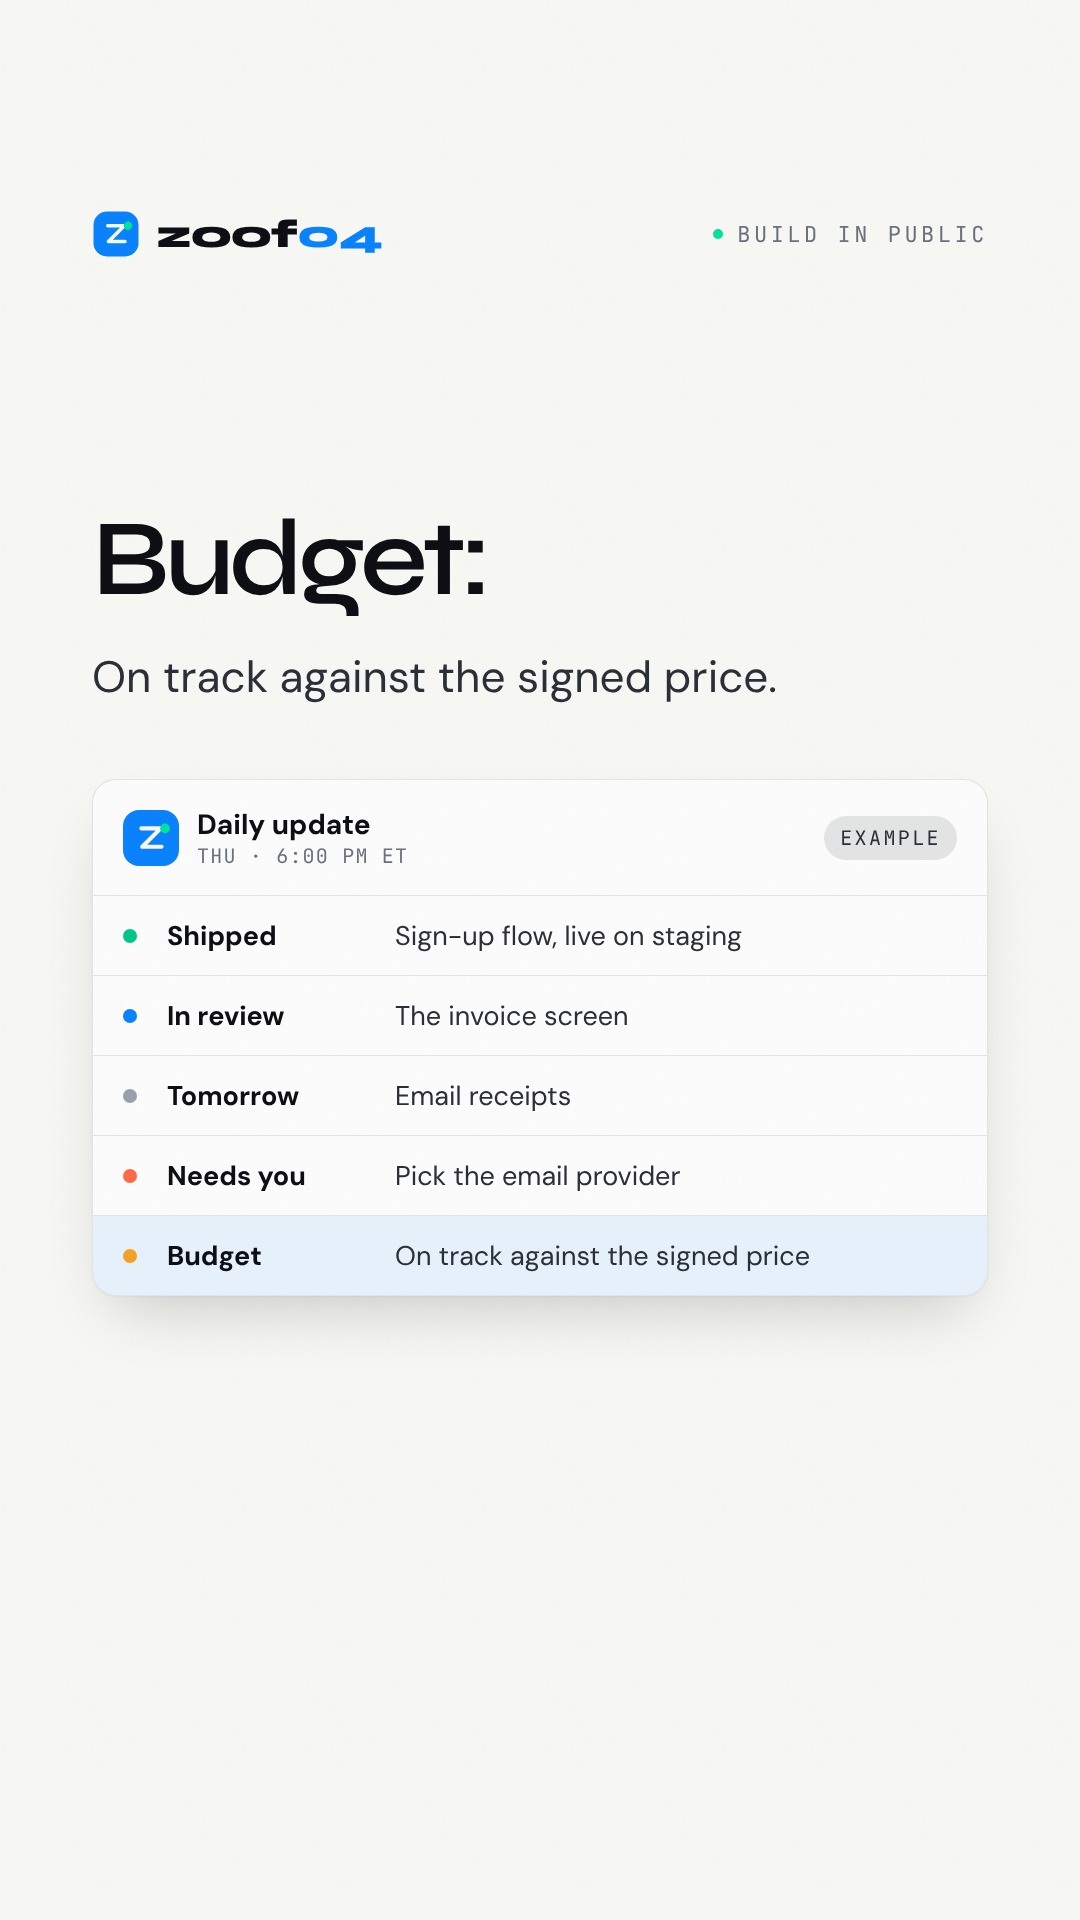 zoof04
BUILD IN PUBLIC
Budget:
On track against the signed price.
Daily update
THU · 6:00 PM ET
EXAMPLE
Shipped Sign-up flow, live on staging
In review The invoice screen
Tomorrow Email receipts
Needs you Pick the email provider
Budget On track against the signed price